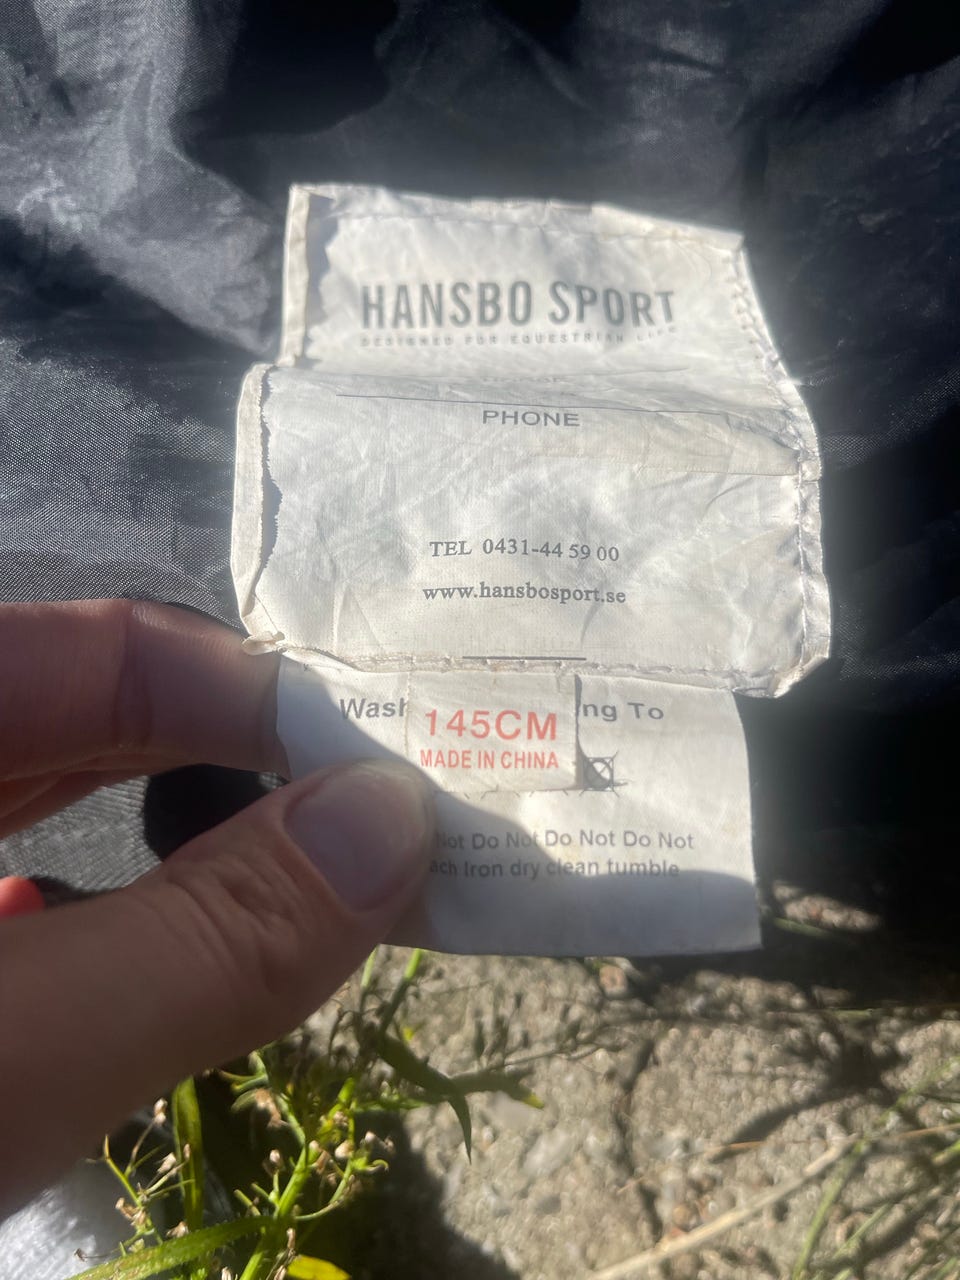 HANSBO SPORT
DESIGNED FOR EQUESTRIAN LIFE
PHONE
TEL 0431-44 59 00
www.hansbosport.se
Wash ng To
145CM
MADE IN CHINA
Not Do Not Do Not Do Not
ach Iron dry clean tumble